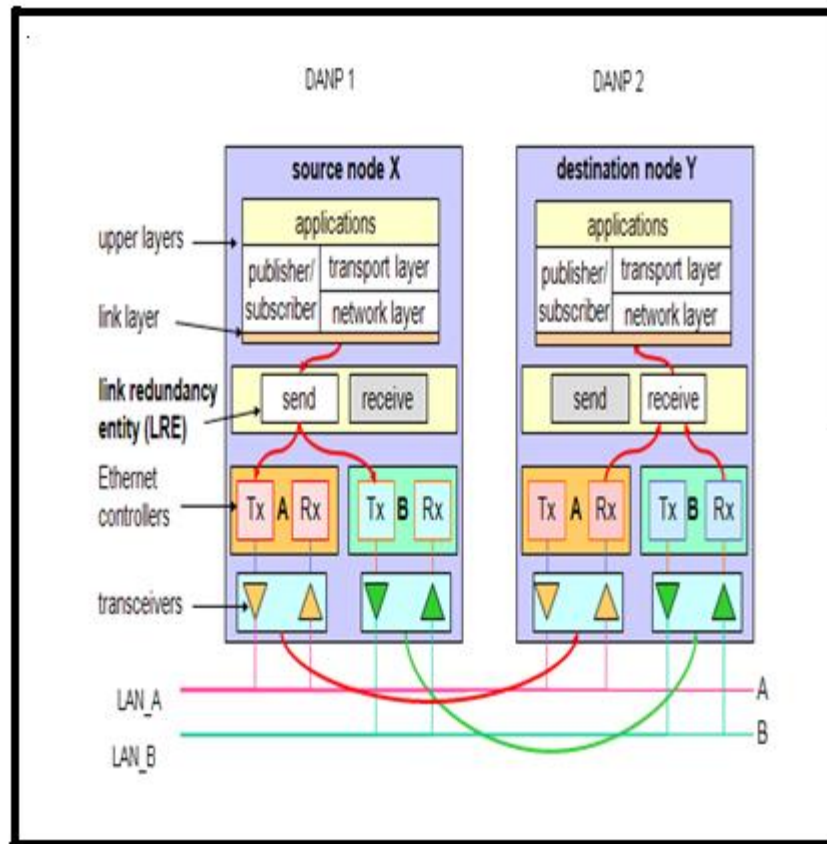 DANP 1
DANP 2
source node X
destination node Y
applications
applications
upper layers
publisher/
subscriber
transport layer
network layer
publisher/
subscriber
transport layer
network layer
link layer
link redundancy
entity (LRE)
send
receive
send
receive
Ethernet
controllers
Tx A Rx
Tx B Rx
Tx A Rx
Tx B Rx
transceivers
LAN_A
A
LAN_B
B